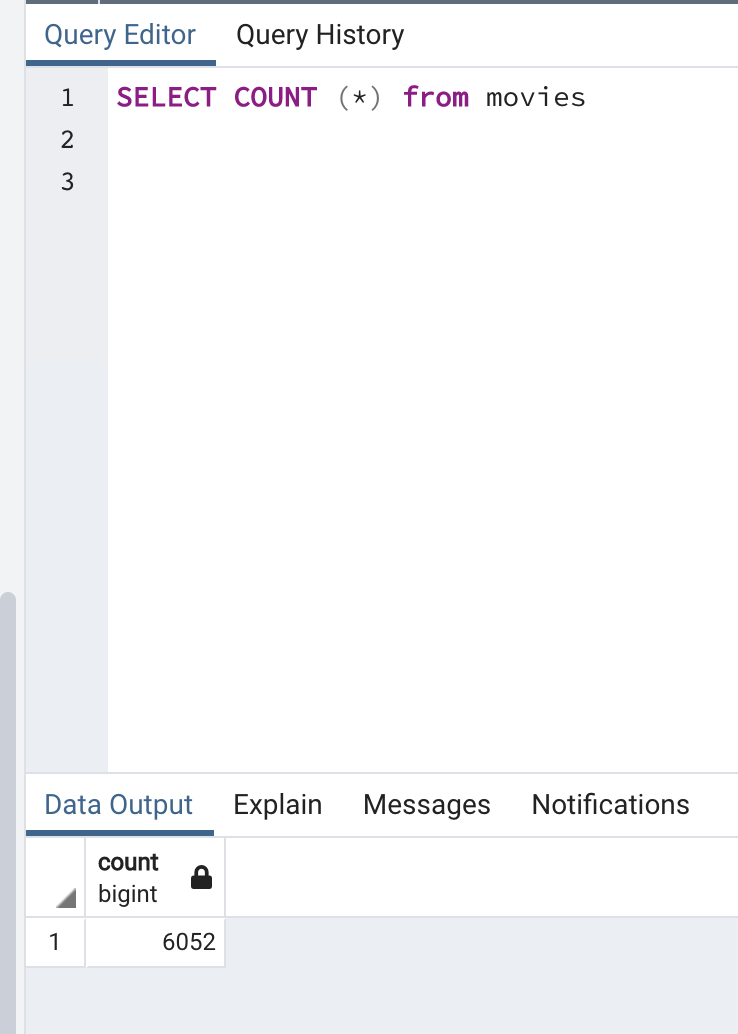 Query Editor Query History
1 SELECT COUNT (*) from movies
2
3
Data Output Explain Messages Notifications
count
bigint
1 6052